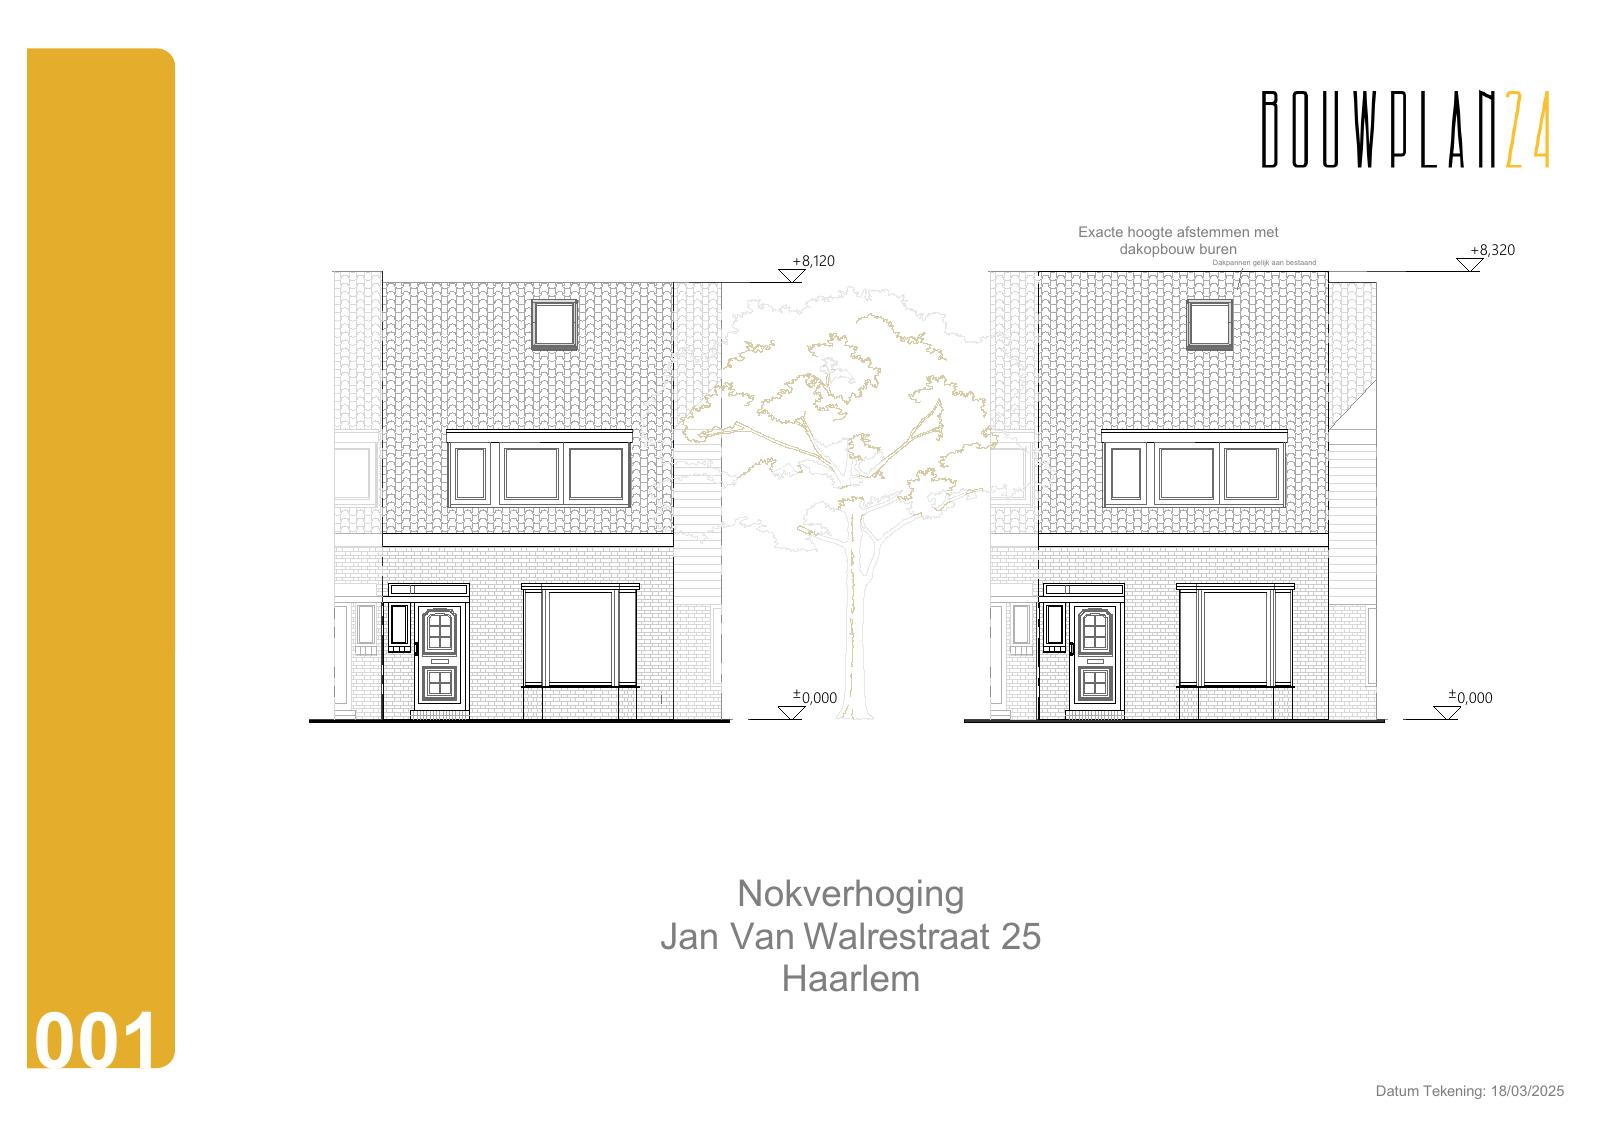 BOUWPLAN24
Exacte hoogte afstemmen met
dakopbouw buren
Dakpannen gelijk aan bestaand
+8,120
+8,320
±0,000
±0,000
Nokverhoging
Jan Van Walrestraat 25
Haarlem
001
Datum Tekening: 18/03/2025